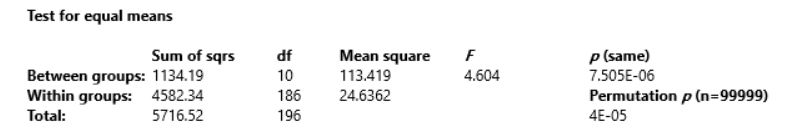 Test for equal means
Sum of sqrs df Mean square F p (same)
Between groups: 1134.19 10 113.419 4.604 7.505E-06
Within groups: 4582.34 186 24.6362 Permutation p (n=99999)
Total: 5716.52 196 4E-05